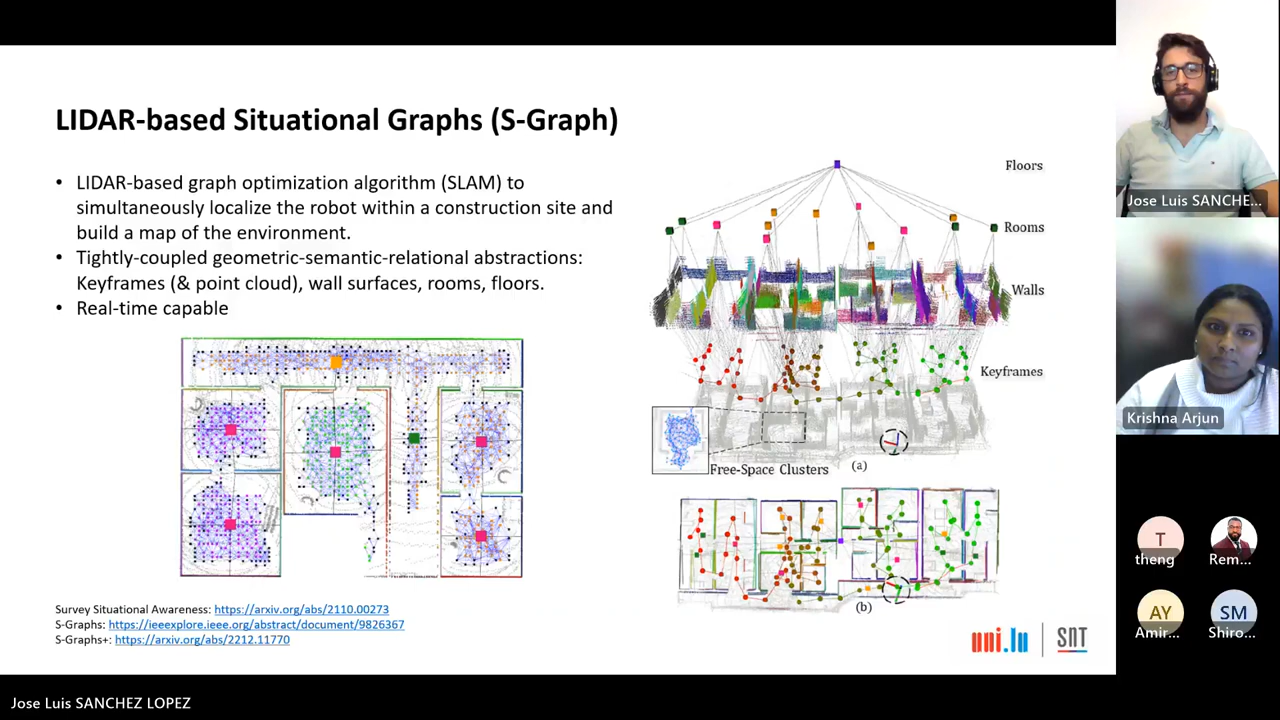 LIDAR-based Situational Graphs (S-Graph)
• LIDAR-based graph optimization algorithm (SLAM) to
simultaneously localize the robot within a construction site and
build a map of the environment.
• Tightly-coupled geometric-semantic-relational abstractions:
Keyframes (& point cloud), wall surfaces, rooms, floors.
• Real-time capable
Floors
Rooms
Walls
Keyframes
Free-Space Clusters
(a)
(b)
Survey Situational Awareness: https://arxiv.org/abs/2110.00273
S-Graphs: https://ieeexplore.ieee.org/abstract/document/9826367
S-Graphs+: https://arxiv.org/abs/2212.11770
uni.lu
SNT
Jose Luis SANCHE...
Krishna Arjun
T
theng
Rem...
AY
Amir...
SM
Shiro...
Jose Luis SANCHEZ LOPEZ